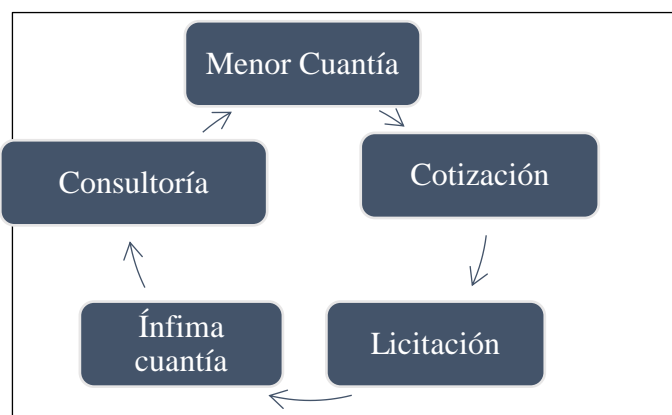 Menor Cuantía
Cotización
Licitación
Ínfima
cuantía
Consultoría